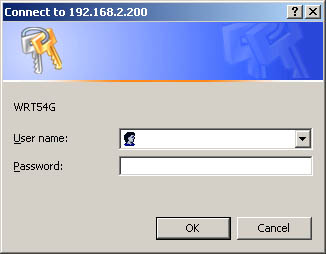 Connect to 192.168.2.200
WRT54G
User name:
Password:
OK Cancel